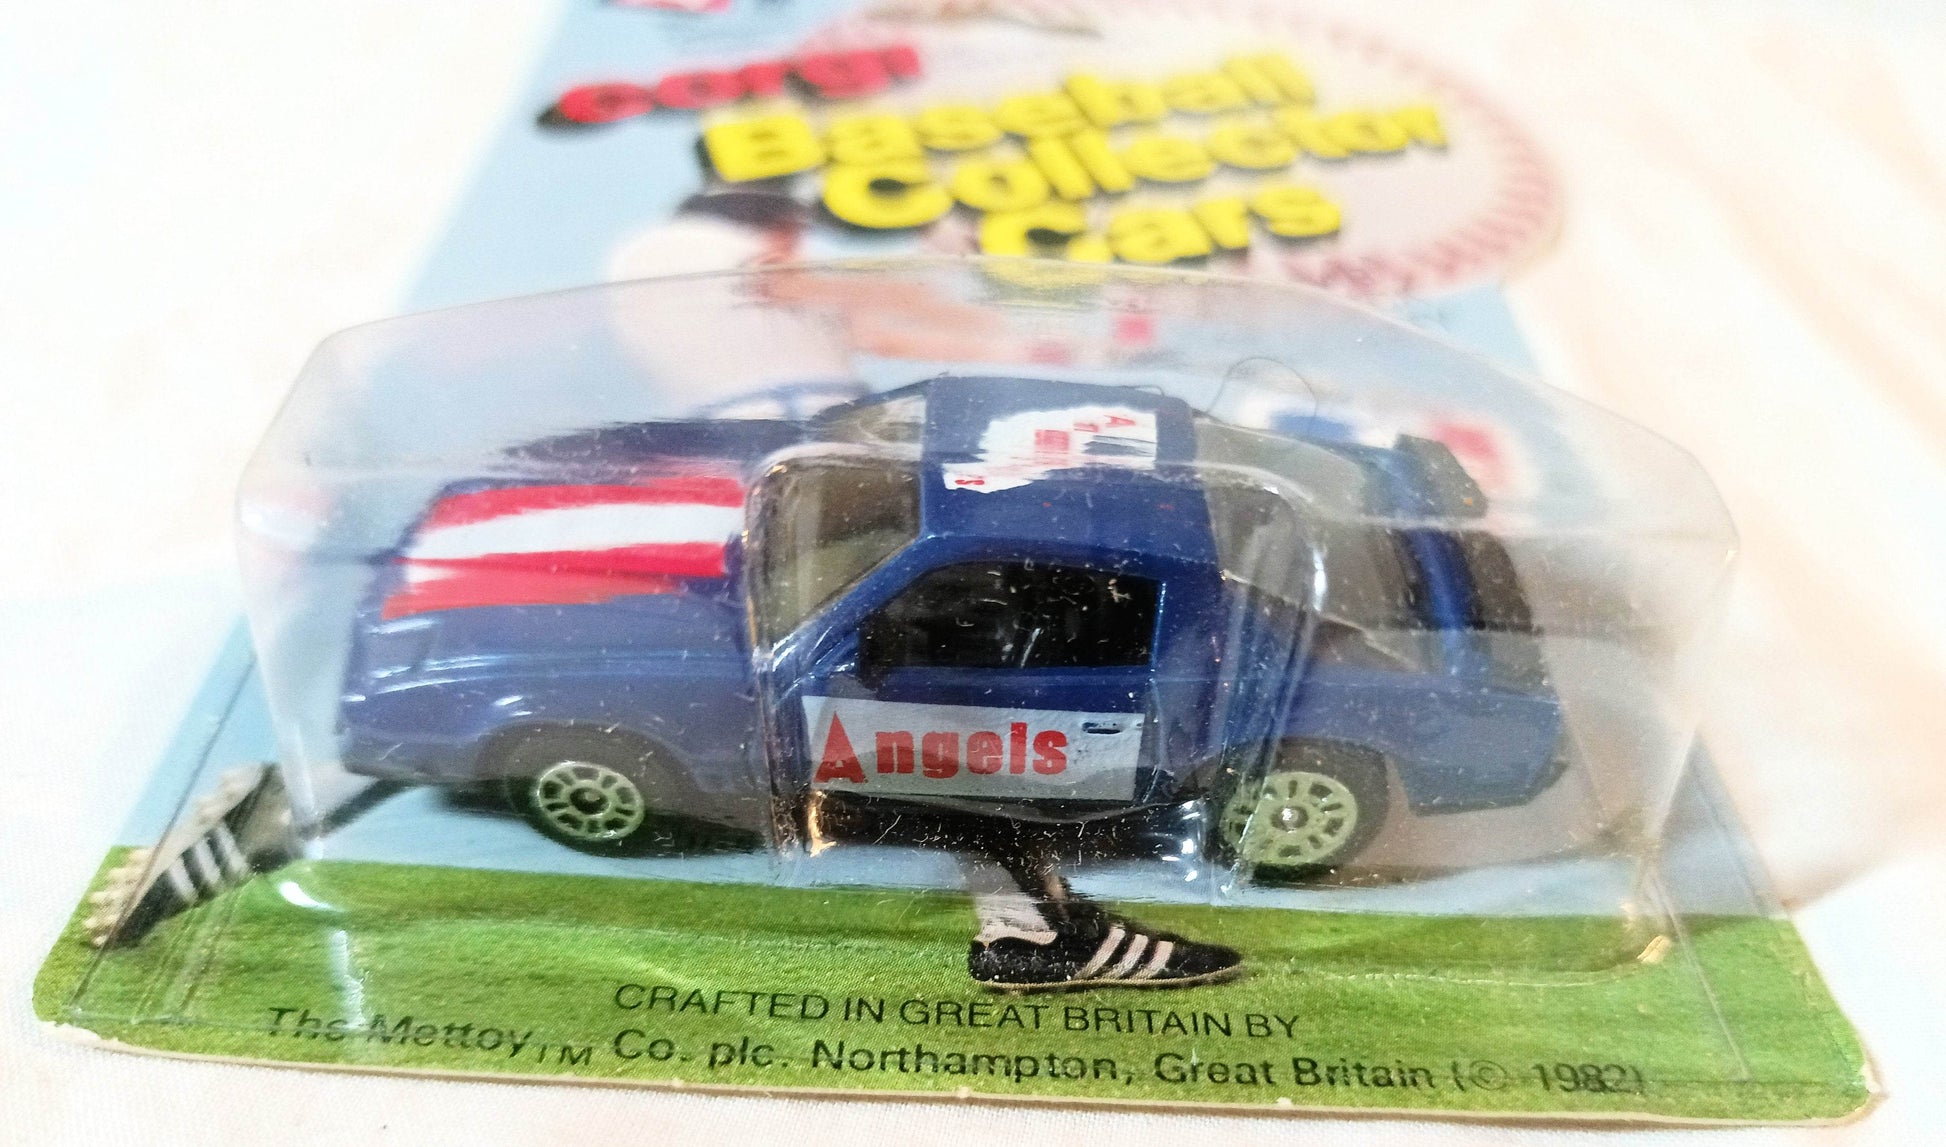 corgi
Baseball
Collector
Cars
Angels
CRAFTED IN GREAT BRITAIN BY
The Mettoy TM Co. plc. Northampton, Great Britain (© 1982)